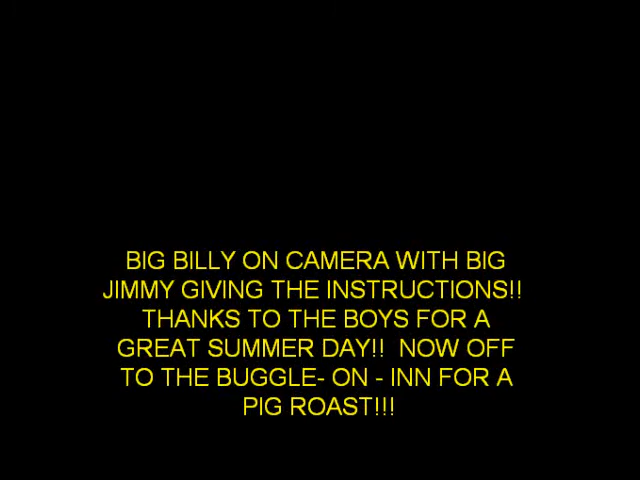 BIG BILLY ON CAMERA WITH BIG
JIMMY GIVING THE INSTRUCTIONS!!
THANKS TO THE BOYS FOR A
GREAT SUMMER DAY!!  NOW OFF
TO THE BUGGLE- ON - INN FOR A
PIG ROAST!!!